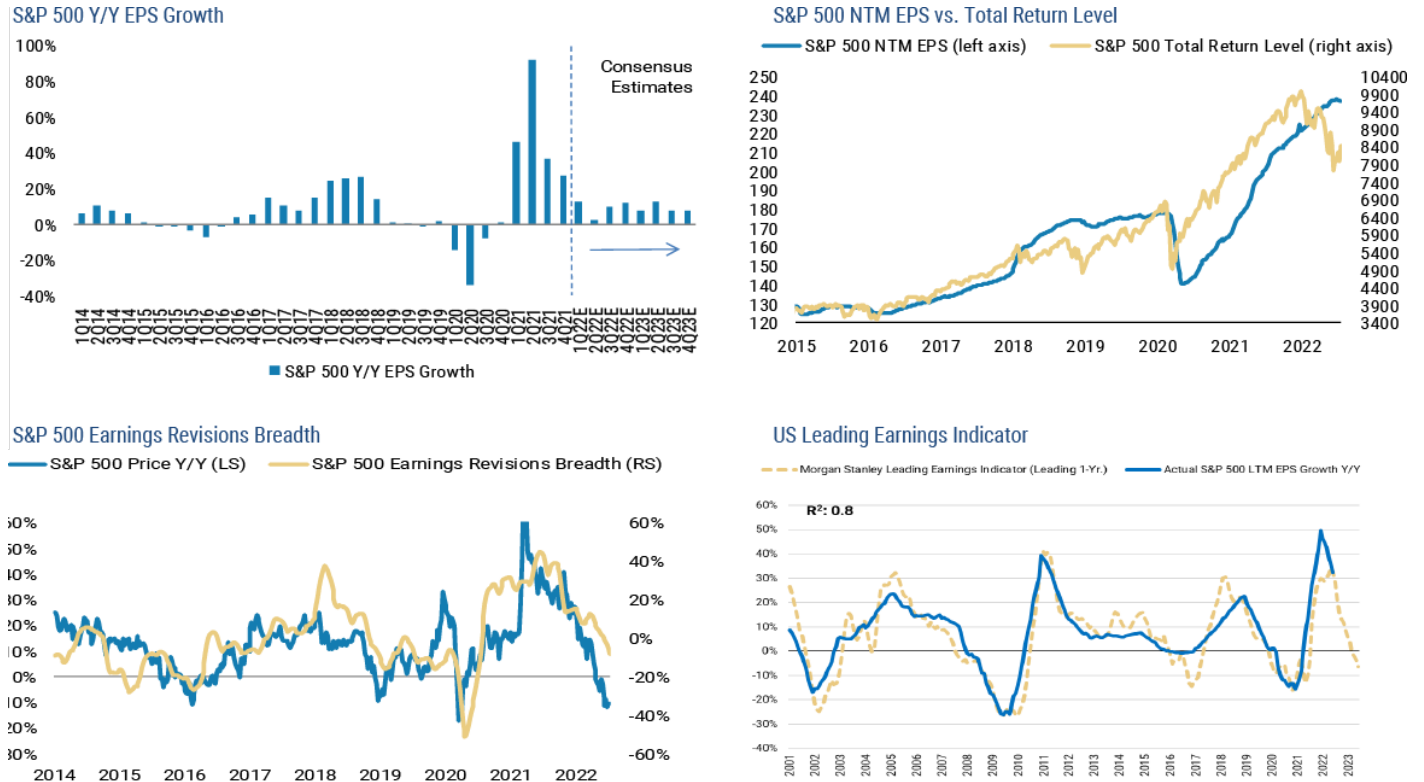 S&P 500 Y/Y EPS Growth
100%
80%
60%
40%
20%
0%
-20%
-40%
Consensus
Estimates
1Q14
2Q14
3Q14
4Q14
1Q15
2Q15
3Q15
4Q15
1Q16
2Q16
3Q16
4Q16
1Q17
2Q17
3Q17
4Q17
1Q18
2Q18
3Q18
4Q18
1Q19
2Q19
3Q19
4Q19
1Q20
2Q20
3Q20
4Q20
1Q21
2Q21
3Q21
4Q21
1Q22E
2Q22E
3Q22E
4Q22E
1Q23E
2Q23E
3Q23E
4Q23E
S&P 500 Y/Y EPS Growth
S&P 500 NTM EPS vs. Total Return Level
S&P 500 NTM EPS (left axis) S&P 500 Total Return Level (right axis)
250
240
230
220
210
200
190
180
170
160
150
140
130
120
10400
9900
9400
8900
8400
7900
7400
6900
6400
5900
5400
4900
4400
3900
3400
2015 2016 2017 2018 2019 2020 2021 2022
S&P 500 Earnings Revisions Breadth
S&P 500 Price Y/Y (LS) S&P 500 Earnings Revisions Breadth (RS)
60%
50%
40%
30%
20%
10%
0%
10%
20%
30%
60%
40%
20%
0%
-20%
-40%
-60%
2014 2015 2016 2017 2018 2019 2020 2021 2022
US Leading Earnings Indicator
Morgan Stanley Leading Earnings Indicator (Leading 1-Yr.) Actual S&P 500 LTM EPS Growth Y/Y
R²: 0.8
60%
50%
40%
30%
20%
10%
0%
-10%
-20%
-30%
-40%
2001
2002
2003
2004
2005
2006
2007
2008
2009
2010
2011
2012
2013
2014
2015
2016
2017
2018
2019
2020
2021
2022
2023